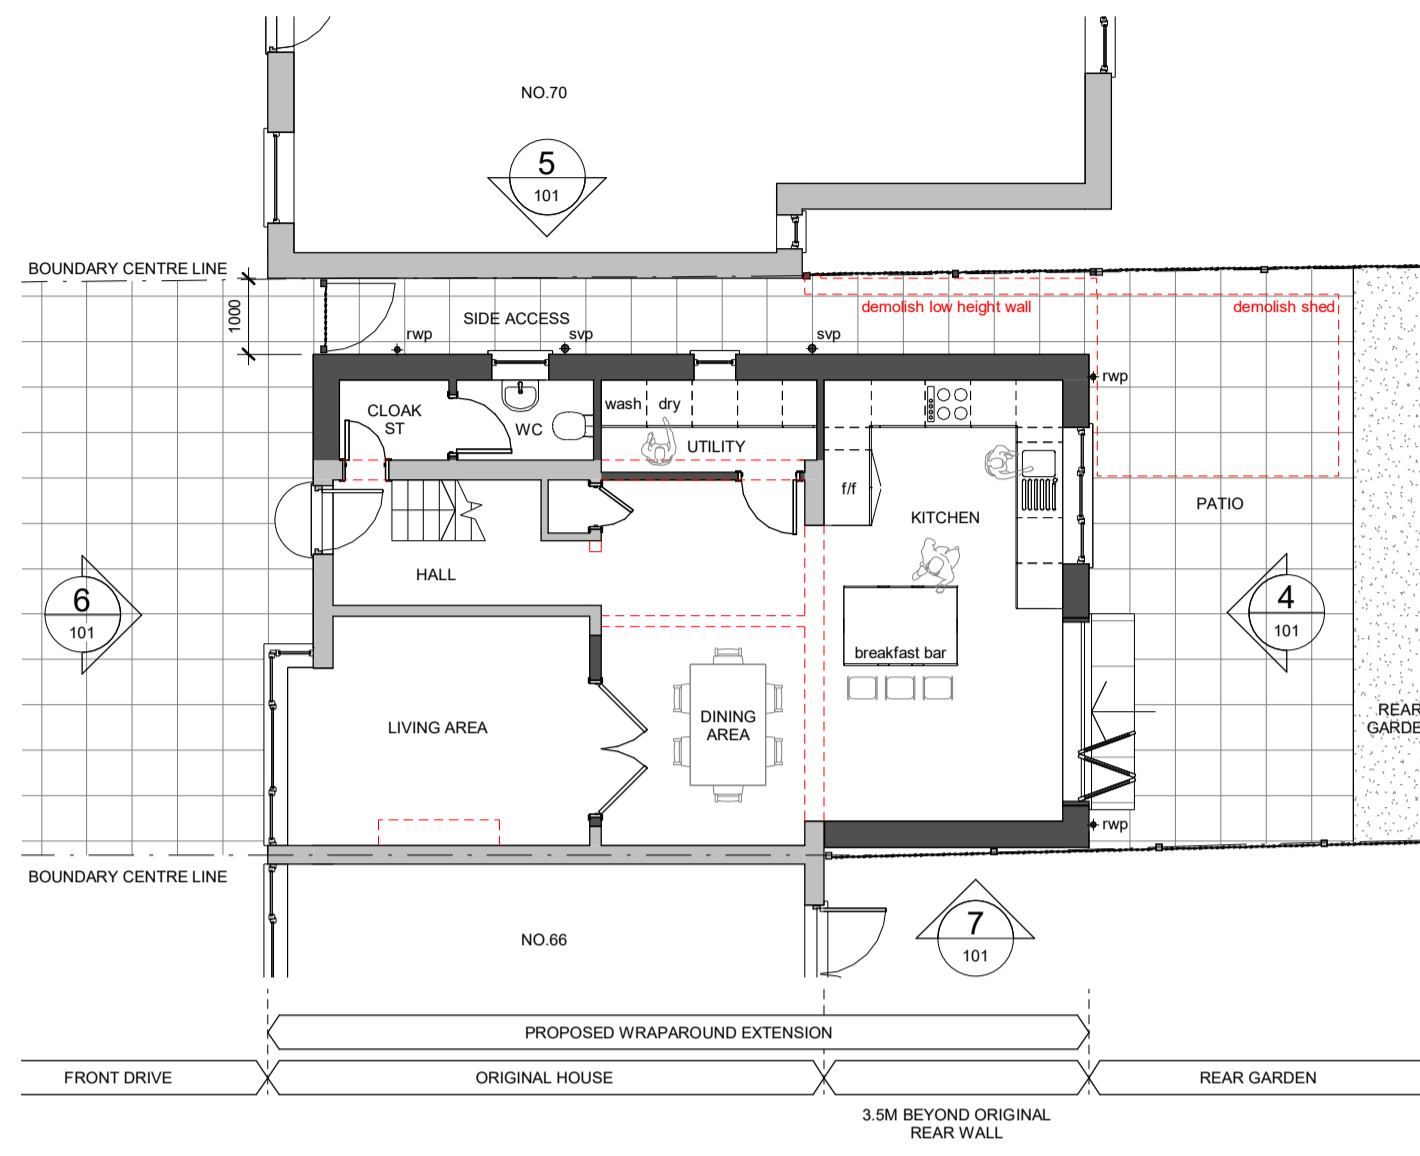 NO.70
5
101
BOUNDARY CENTRE LINE
1000
SIDE ACCESS
rwp
svp
svp
demolish low height wall
demolish shed
rwp
CLOAK
ST
WC
wash
dry
UTILITY
f/f
KITCHEN
PATIO
HALL
6
101
4
101
breakfast bar
LIVING AREA
DINING
AREA
REAR
GARDE
rwp
BOUNDARY CENTRE LINE
NO.66
7
101
PROPOSED WRAPAROUND EXTENSION
FRONT DRIVE
ORIGINAL HOUSE
REAR GARDEN
3.5M BEYOND ORIGINAL
REAR WALL